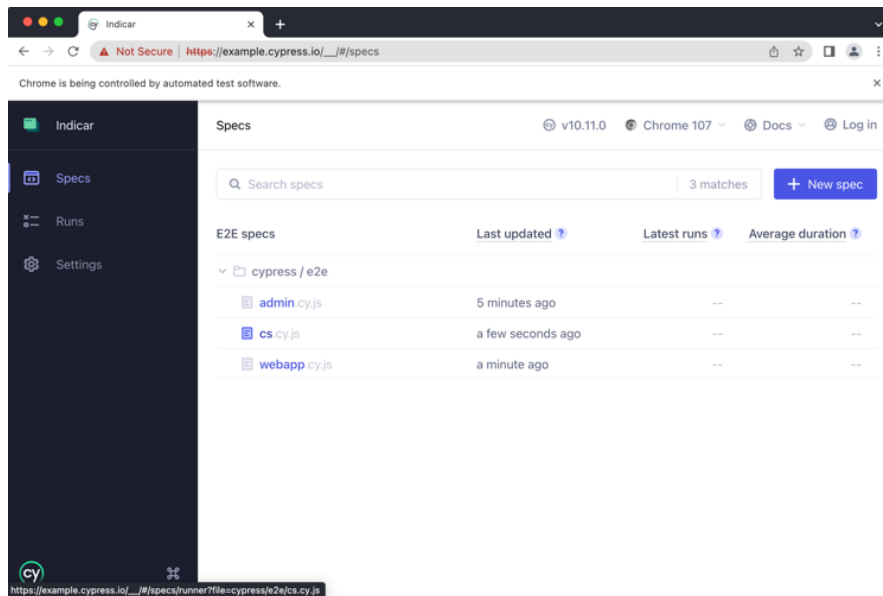 Indicar
Not Secure | https://example.cypress.io/__/#/specs
Chrome is being controlled by automated test software.
Indicar
Specs
v10.11.0
Chrome 107
Docs
Log in
Specs
Runs
Settings
Search specs
3 matches
+ New spec
E2E specs
Last updated ?
Latest runs ?
Average duration ?
cypress / e2e
admin.cy.js
5 minutes ago
--
--
cs.cy.js
a few seconds ago
--
--
webapp.cy.js
a minute ago
--
--
cy
https://example.cypress.io/__/#/specs/runner?file=cypress/e2e/cs.cy.js